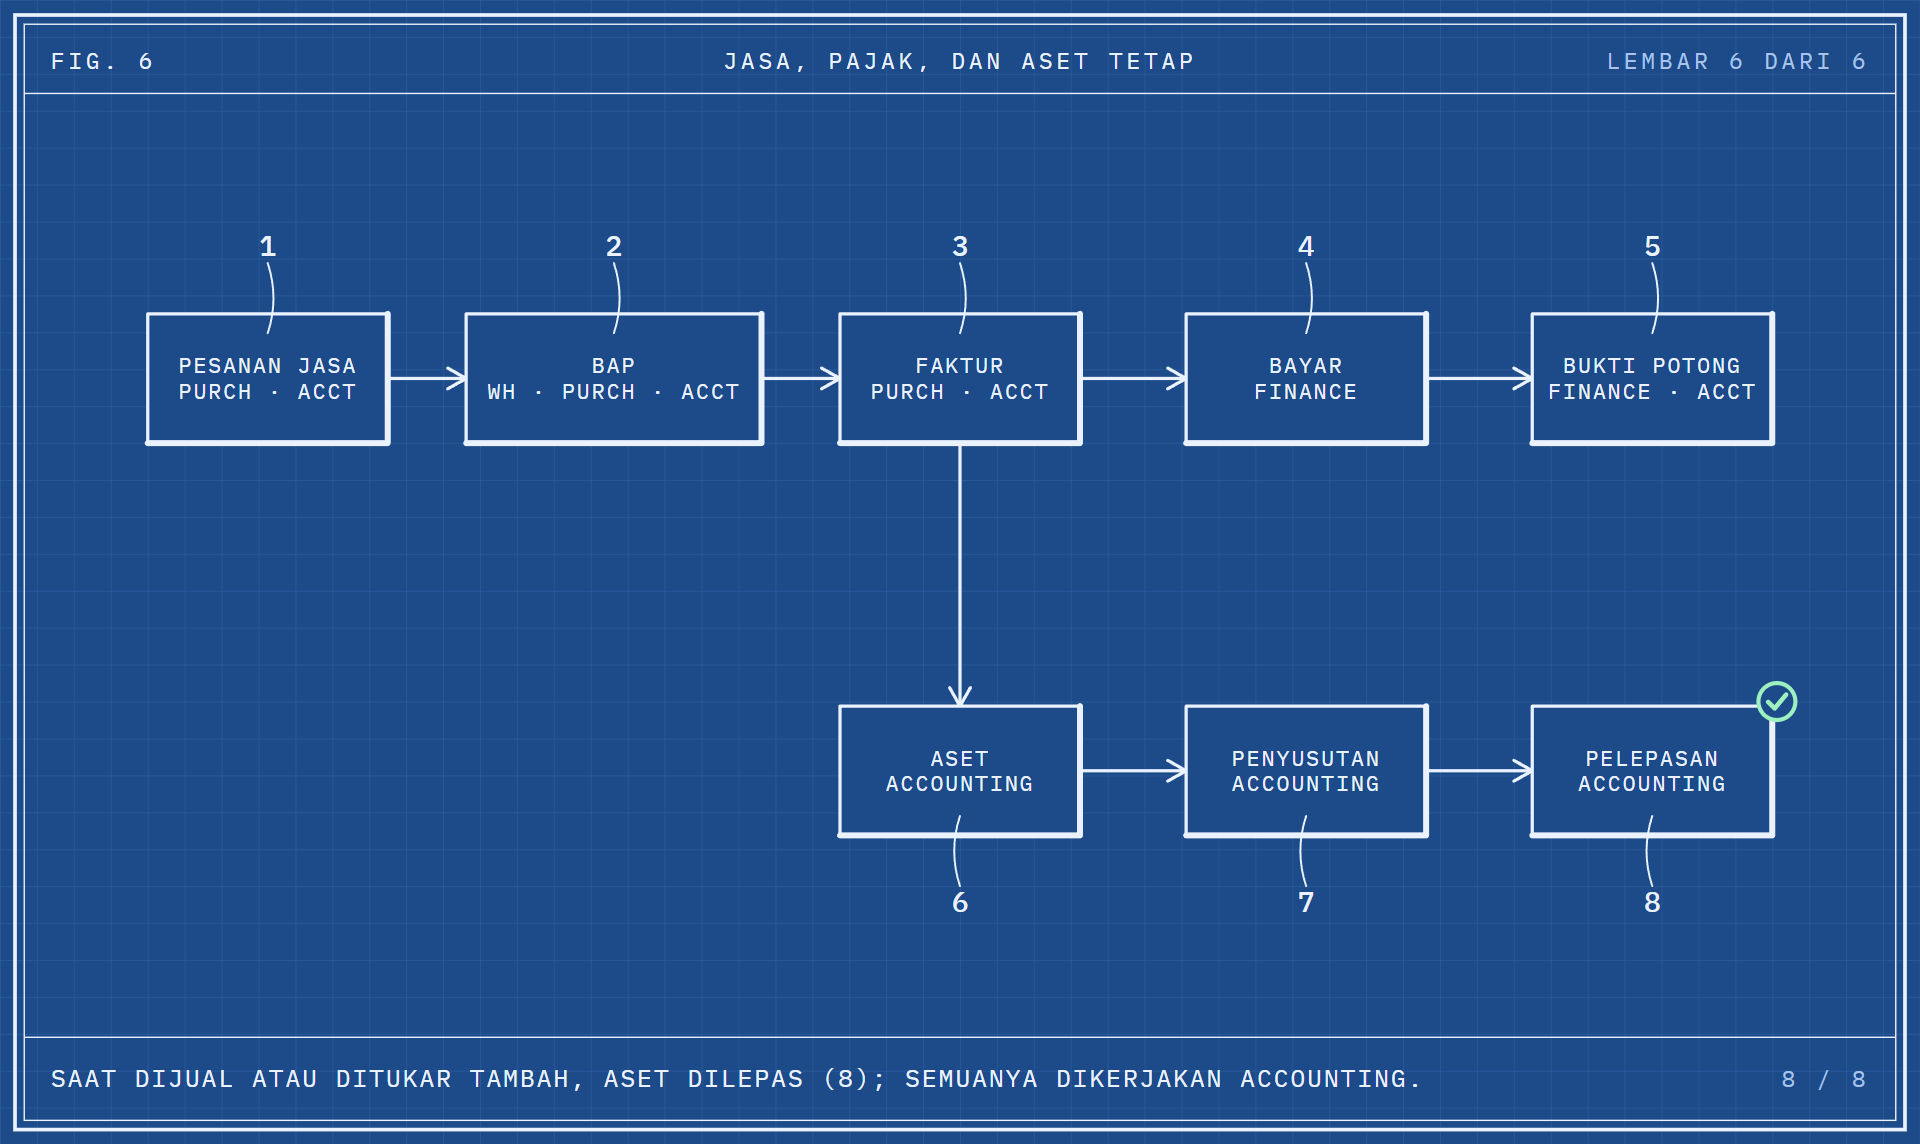 FIG. 6
JASA, PAJAK, DAN ASET TETAP
LEMBAR 6 DARI 6
1
2
3
4
5
PESANAN JASA
PURCH · ACCT
BAP
WH · PURCH · ACCT
FAKTUR
PURCH · ACCT
BAYAR
FINANCE
BUKTI POTONG
FINANCE · ACCT
ASET
ACCOUNTING
PENYUSUTAN
ACCOUNTING
PELEPASAN
ACCOUNTING
6
7
8
SAAT DIJUAL ATAU DITUKAR TAMBAH, ASET DILEPAS (8); SEMUANYA DIKERJAKAN ACCOUNTING.
8 / 8